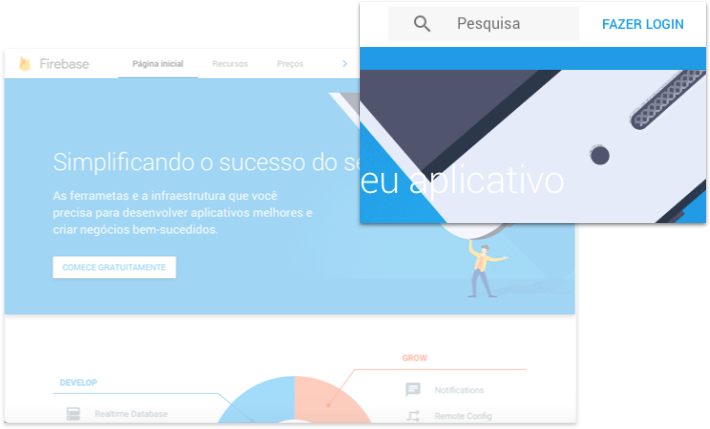 Pesquisa FAZER LOGIN
Firebase Página inicial Recursos Preços
Simplificando o sucesso do se
eu aplicativo
As ferrametas e a infraestrutura que você
precisa para desenvolver aplicativos melhores e
criar negócios bem-sucedidos.
COMECE GRATUITAMENTE
GROW
DEVELOP
Notifications
Realtime Database
Remote Config